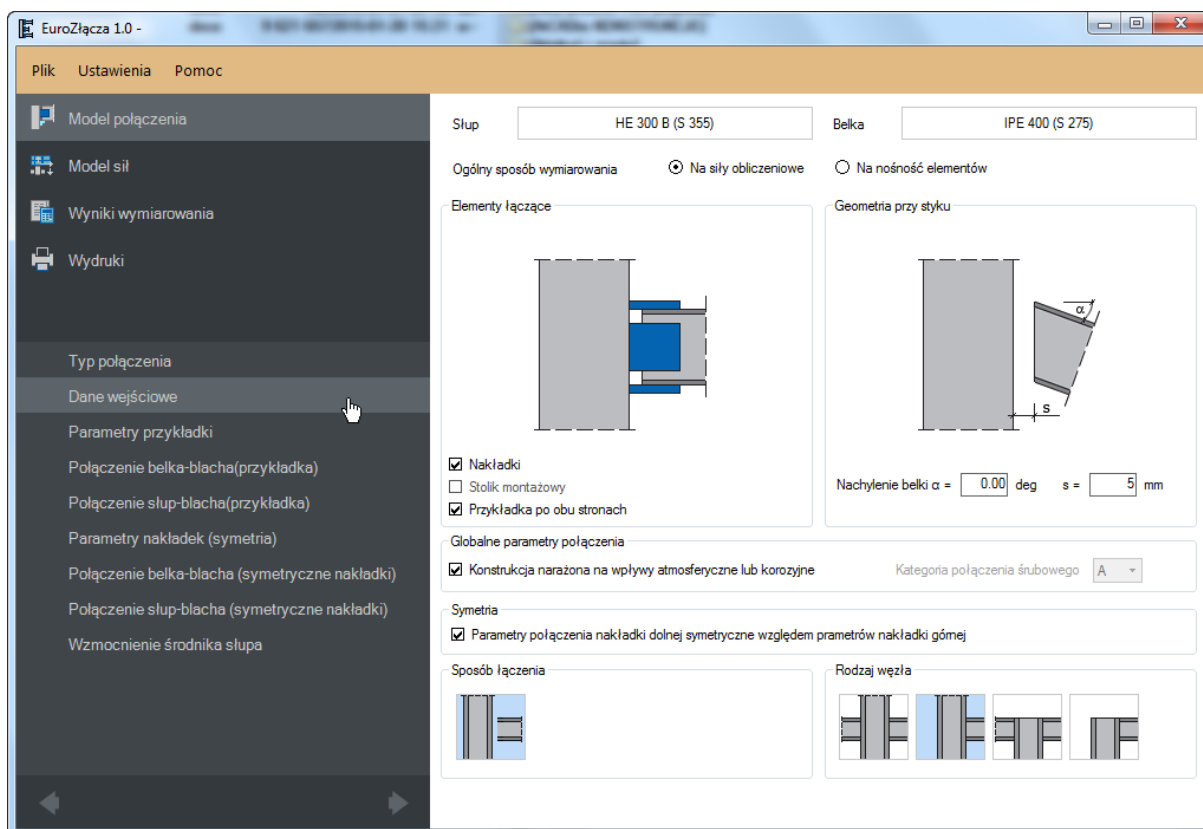 EuroZłącza 1.0 -
Plik Ustawienia Pomoc
Model połączenia
Model sił
Wyniki wymiarowania
Wydruki
Typ połączenia
Dane wejściowe
Parametry przykładki
Połączenie belka-blacha(przykładka)
Połączenie słup-blacha(przykładka)
Parametry nakładek (symetria)
Połączenie belka-blacha (symetryczne nakładki)
Połączenie słup-blacha (symetryczne nakładki)
Wzmocnienie środnika słupa
Słup HE 300 B (S 355) Belka IPE 400 (S 275)
Ogólny sposób wymiarowania Na siły obliczeniowe Na nośność elementów
Elementy łączące
Nakładki
Stolik montażowy
Przykładka po obu stronach
Geometria przy styku
α
s
Nachylenie belki α = 0.00 deg s = 5 mm
Globalne parametry połączenia
Konstrukcja narażona na wpływy atmosferyczne lub korozyjne Kategoria połączenia śrubowego A
Symetria
Parametry połączenia nakładki dolnej symetryczne względem prametrów nakładki górnej
Sposób łączenia
Rodzaj węzła